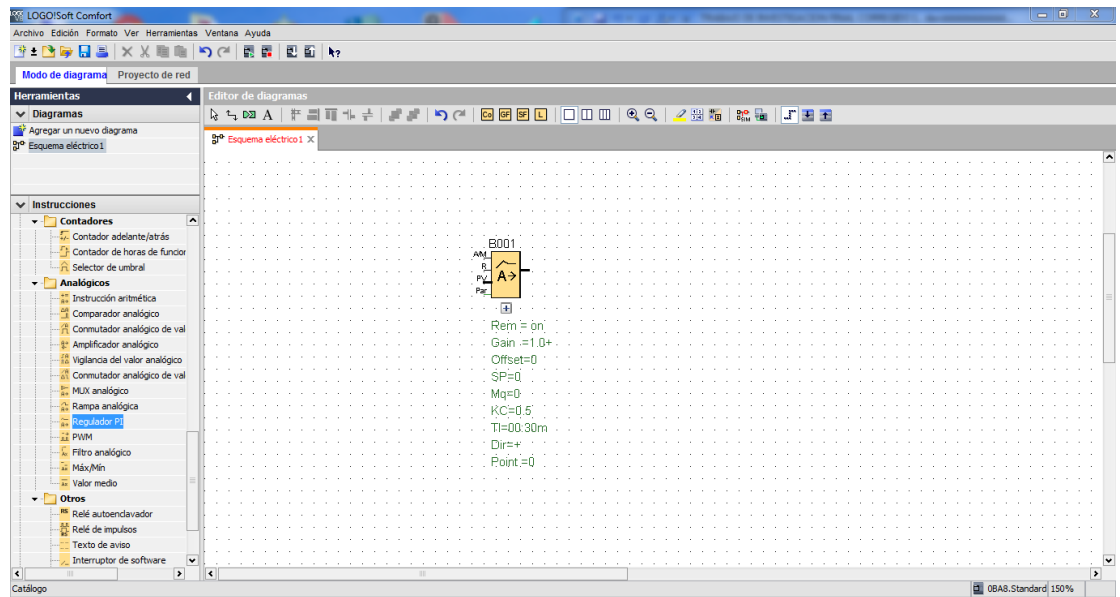 LOGO!Soft Comfort
Archivo Edición Formato Ver Herramientas Ventana Ayuda
Modo de diagrama Proyecto de red
Herramientas
Editor de diagramas
Diagramas
Agregar un nuevo diagrama
Esquema eléctrico1
Esquema eléctrico1 X
Instrucciones
Contadores
Contador adelante/atrás
Contador de horas de funcior
Selector de umbral
Analógicos
Instrucción aritmética
Comparador analógico
Conmutador analógico de val
Amplificador analógico
Vigilancia del valor analógico
Conmutador analógico de val
MUX analógico
Rampa analógica
Regulador PI
PWM
Filtro analógico
Máx/Mín
Valor medio
Otros
Relé autoenclavador
Relé de impulsos
Texto de aviso
Interruptor de software
B001
A/M
R
PV
Par
A→
Rem = on
Gain =1.0+
Offset=0
SP=0
Mq=0
KC=0.5
TI=00:30m
Dir=+
Point =0
Catálogo
0BA8.Standard 150%